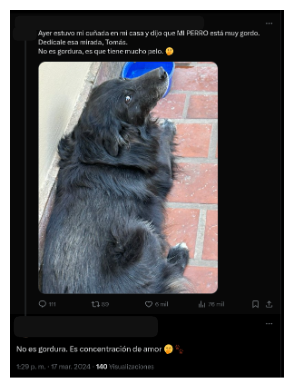 Ayer estuvo mi cuñada en mi casa y dijo que MI PERRO está muy gordo.
Dedícale esa mirada, Tomás.
No es gordura, es que tiene mucho pelo.
6 mil
76 mil
No es gordura. Es concentración de amor
1:29 p. m. · 17 mar. 2024 · 140 Visualizaciones